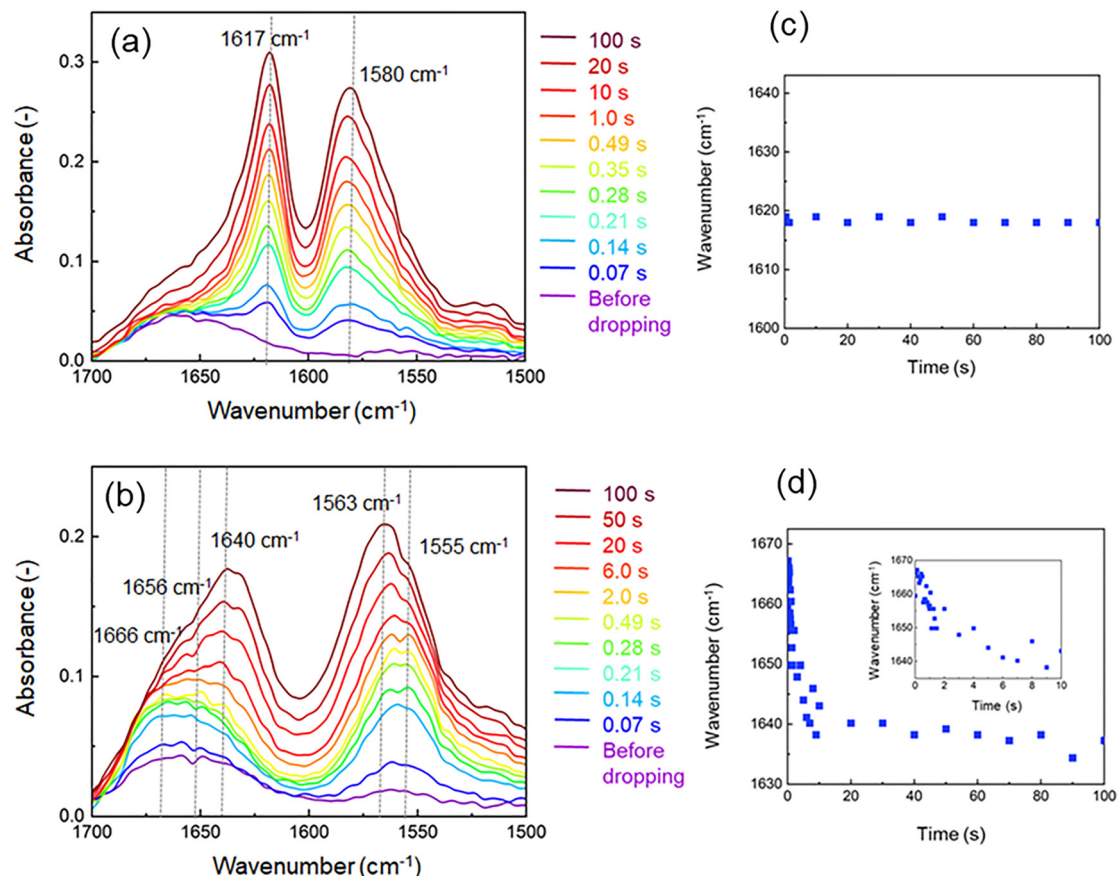 (a)
1617 cm⁻¹
1580 cm⁻¹
0.3
0.2
0.1
0.0
Absorbance (-)
1700
1650
1600
1550
1500
Wavenumber (cm⁻¹)
100 s
20 s
10 s
1.0 s
0.49 s
0.35 s
0.28 s
0.21 s
0.14 s
0.07 s
Before
dropping
(c)
1640
1630
1620
1610
1600
Wavenumber (cm⁻¹)
0
20
40
60
80
100
Time (s)
(b)
1563 cm⁻¹
1640 cm⁻¹
1555 cm⁻¹
1656 cm⁻¹
1666 cm⁻¹
0.2
0.1
0.0
Absorbance (-)
1700
1650
1600
1550
1500
Wavenumber (cm⁻¹)
100 s
50 s
20 s
6.0 s
2.0 s
0.49 s
0.28 s
0.21 s
0.14 s
0.07 s
Before
dropping
(d)
1670
1660
1650
1640
1630
Wavenumber (cm⁻¹)
0
20
40
60
80
100
Time (s)
1670
1660
1650
1640
Wavenumber (cm⁻¹)
0
2
4
6
8
10
Time (s)